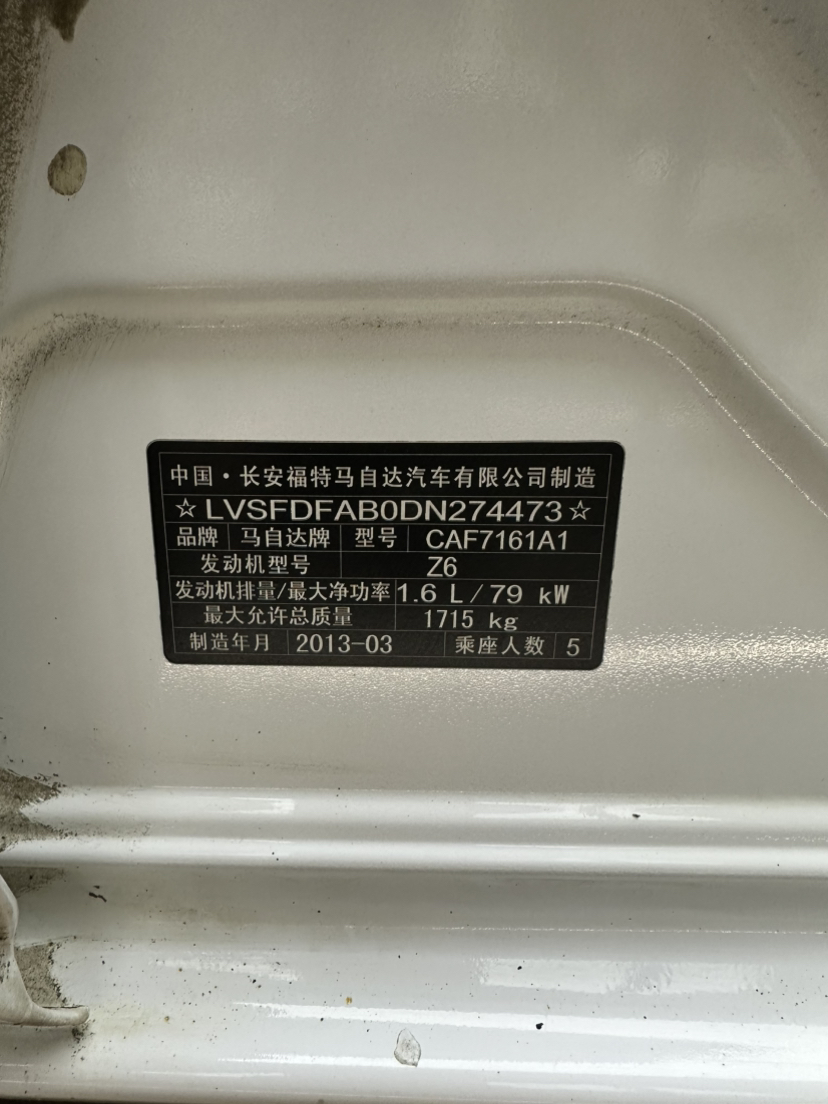 中国·长安福特马自达汽车有限公司制造
☆LVSFDFAB0DN274473☆
品牌 马自达牌 型号 CAF7161A1
发动机型号 Z6
发动机排量/最大净功率 1.6 L/79 kW
最大允许总质量 1715 kg
制造年月 2013-03 乘座人数 5